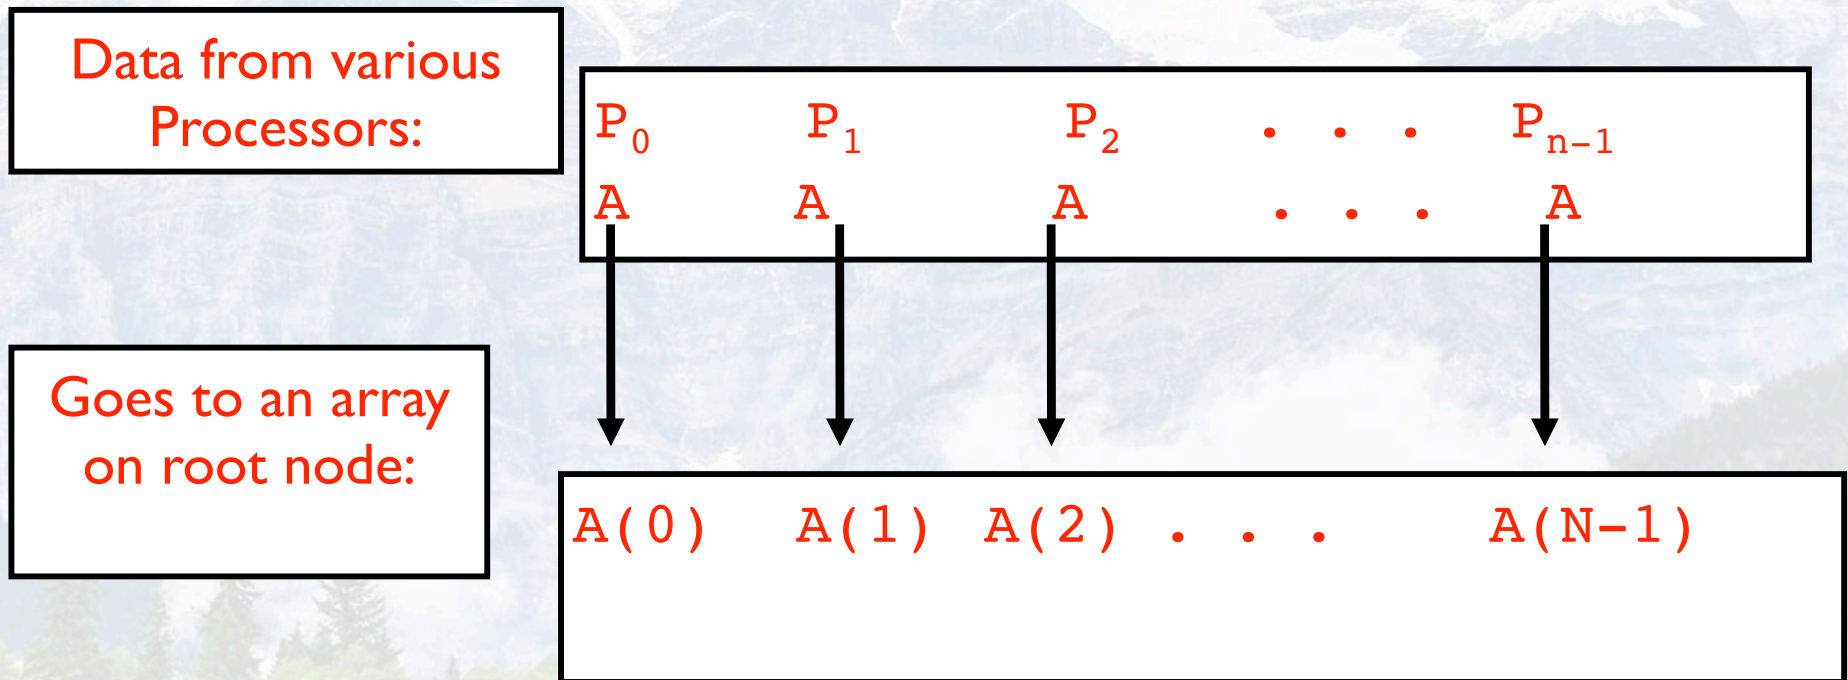 Data from various
Processors:
P₀ P₁ P₂ . . . Pₙ₋₁
A A A . . . A
Goes to an array
on root node:
A(0) A(1) A(2) . . . A(N-1)